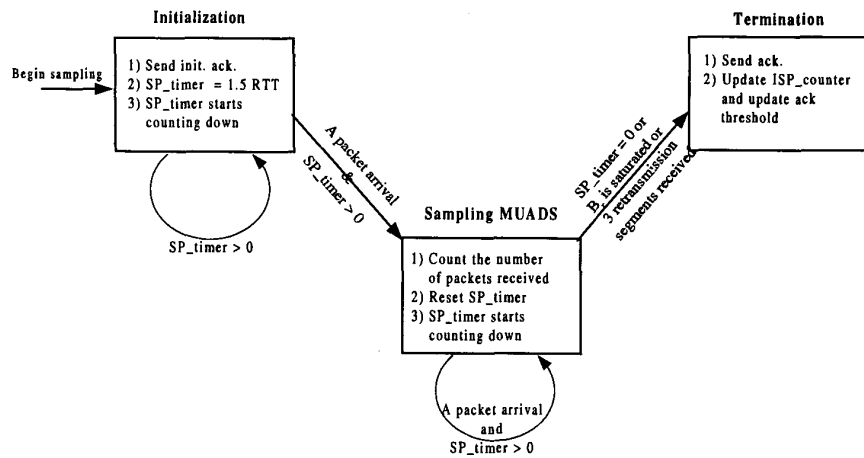 Initialization
Begin sampling
1) Send init. ack.
2) SP_timer = 1.5 RTT
3) SP_timer starts
counting down
SP_timer > 0
A packet arrival
&
SP_timer > 0
Sampling MUADS
1) Count the number
of packets received
2) Reset SP_timer
3) SP_timer starts
counting down
A packet arrival
and
SP_timer > 0
SP_timer = 0 or
B_r is saturated or
3 retransmission
segments received
Termination
1) Send ack.
2) Update ISP_counter
and update ack
threshold